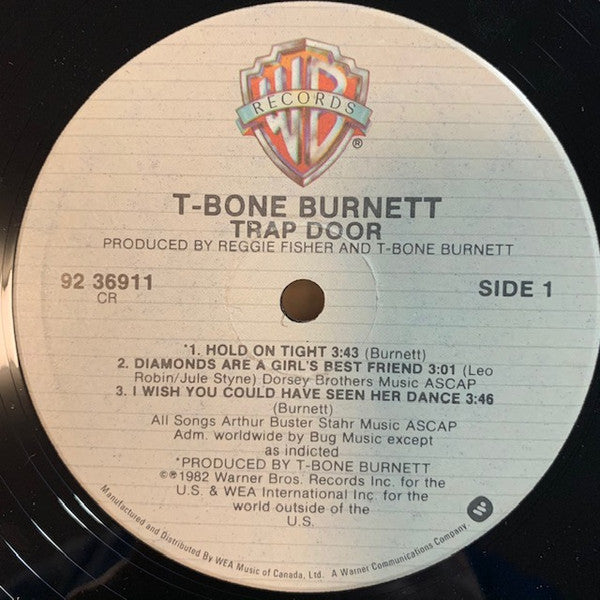 WB
RECORDS
®
T-BONE BURNETT
TRAP DOOR
PRODUCED BY REGGIE FISHER AND T-BONE BURNETT
92 36911
CR
SIDE 1
*1. HOLD ON TIGHT 3:43 (Burnett)
2. DIAMONDS ARE A GIRL'S BEST FRIEND 3:01 (Leo
Robin/Jule Styne) Dorsey Brothers Music ASCAP
3. I WISH YOU COULD HAVE SEEN HER DANCE 3:46
(Burnett)
All Songs Arthur Buster Stahr Music ASCAP
Adm. worldwide by Bug Music except
as indicted
*PRODUCED BY T-BONE BURNETT
©℗1982 Warner Bros. Records Inc. for the
U.S. & WEA International Inc. for the
world outside of the
U.S.
Manufactured and Distributed By WEA Music of Canada, Ltd. A Warner Communications Company